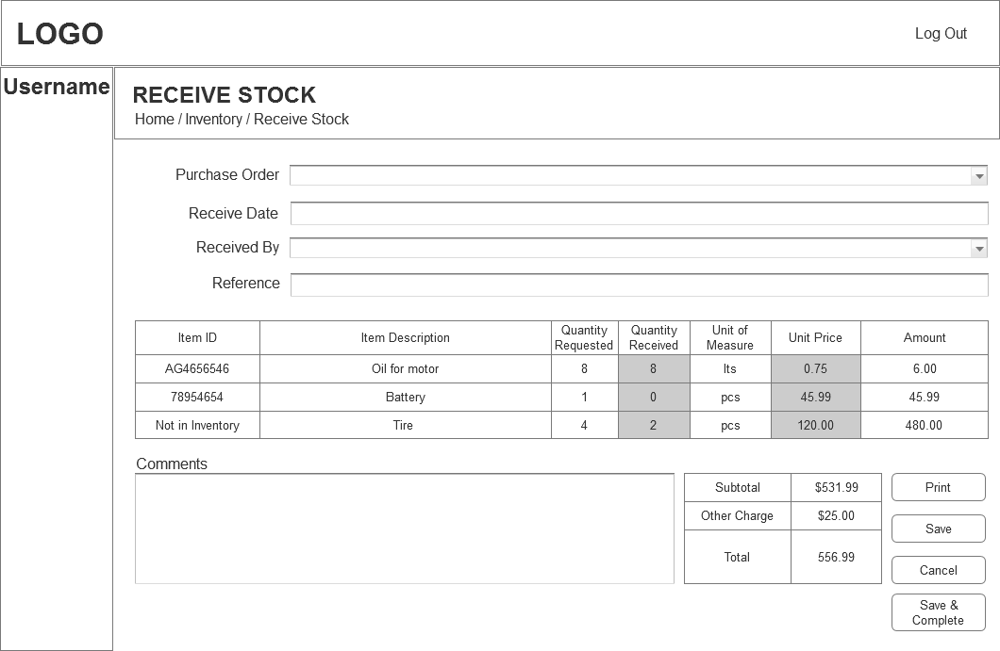 LOGO
Log Out
Username
RECEIVE STOCK
Home / Inventory / Receive Stock
Purchase Order
Receive Date
Received By
Reference
Item ID Item Description Quantity Requested Quantity Received Unit of Measure Unit Price Amount
AG4656546 Oil for motor 8 8 lts 0.75 6.00
78954654 Battery 1 0 pcs 45.99 45.99
Not in Inventory Tire 4 2 pcs 120.00 480.00
Comments
Subtotal $531.99
Other Charge $25.00
Total 556.99
Print
Save
Cancel
Save &
Complete